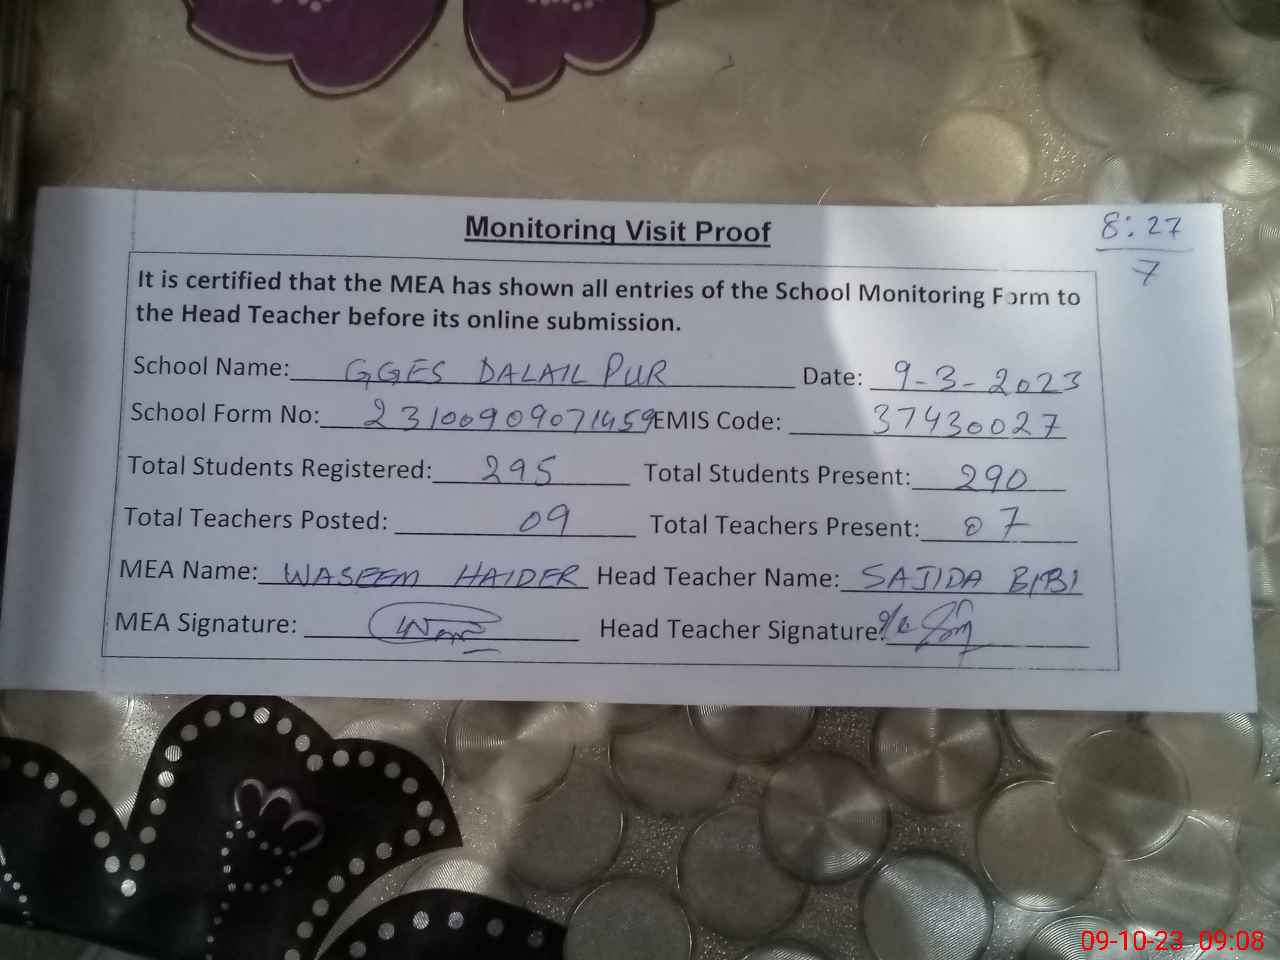 Monitoring Visit Proof
8:27
7
It is certified that the MEA has shown all entries of the School Monitoring Form to
the Head Teacher before its online submission.
School Name: GGES DALAIL PUR Date: 9-3-2023
School Form No: 23100909071459 EMIS Code: 37430027
Total Students Registered: 295 Total Students Present: 290
Total Teachers Posted: 09 Total Teachers Present: 07
MEA Name: WASEEM HAIDER Head Teacher Name: SAJIDA BIBI
MEA Signature: Head Teacher Signature:
09-10-23 09:08